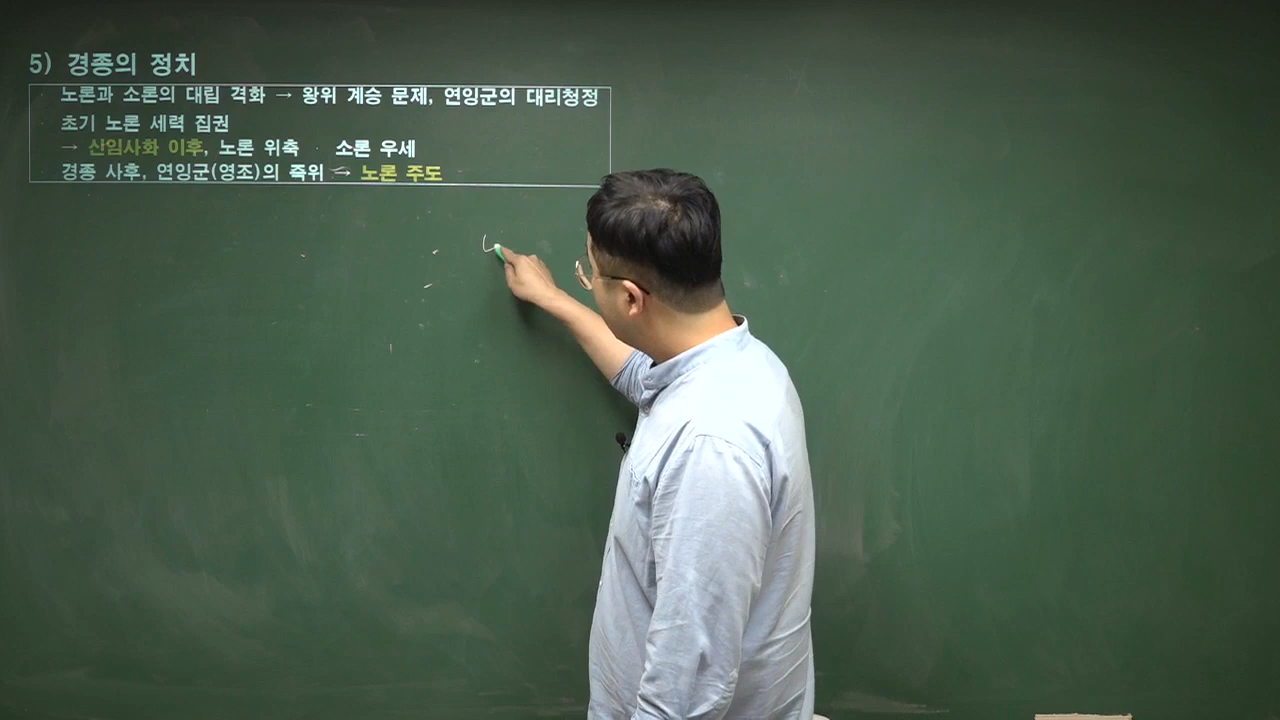 5) 경종의 정치
노론과 소론의 대립 격화 → 왕위 계승 문제, 연잉군의 대리청정
초기 노론 세력 집권
→ 신임사화 이후, 노론 위축 · 소론 우세
경종 사후, 연잉군(영조)의 즉위 → 노론 주도